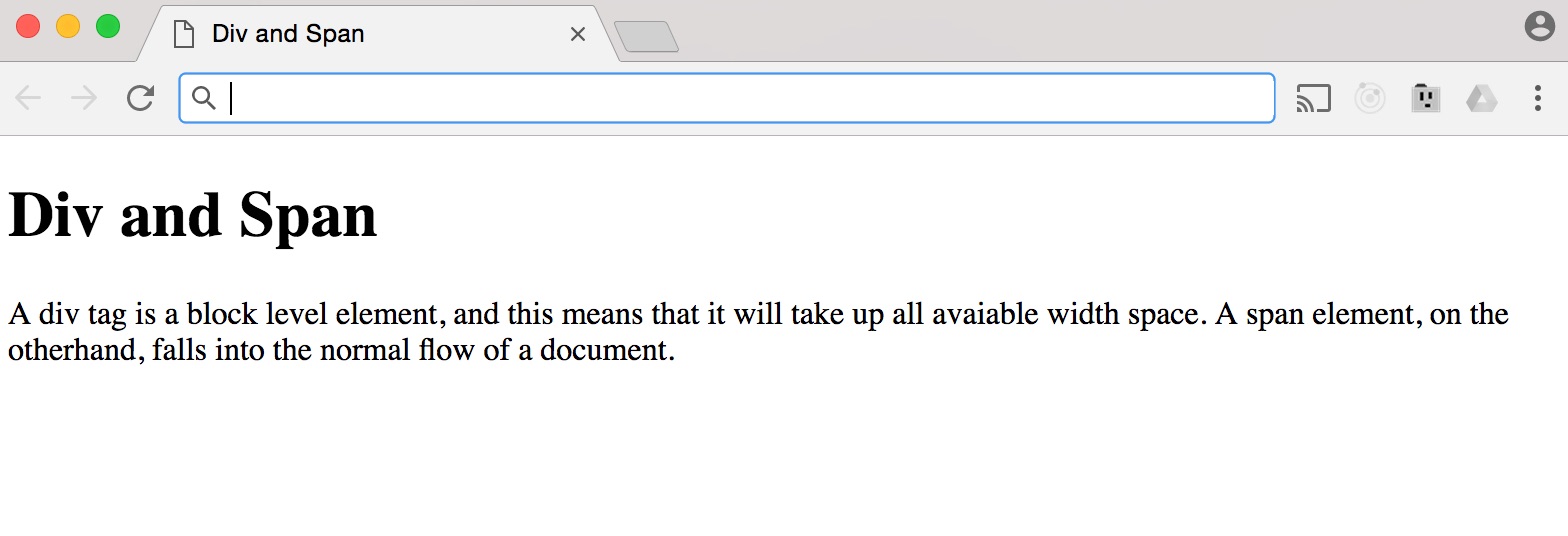 Div and Span
Div and Span
A div tag is a block level element, and this means that it will take up all avaiable width space. A span element, on the
otherhand, falls into the normal flow of a document.